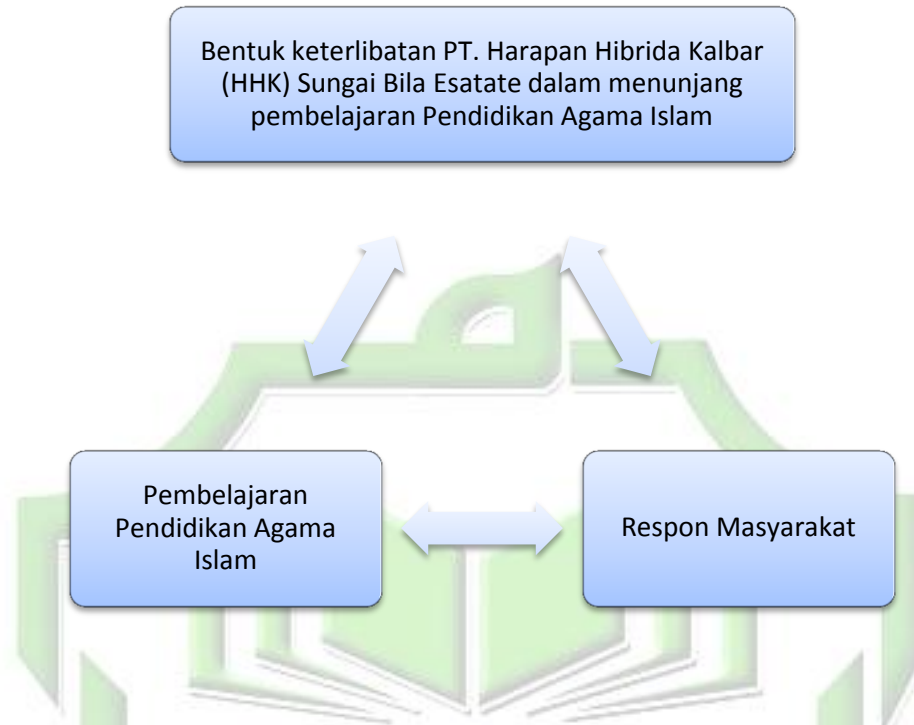 Bentuk keterlibatan PT. Harapan Hibrida Kalbar
(HHK) Sungai Bila Esatate dalam menunjang
pembelajaran Pendidikan Agama Islam
Pembelajaran
Pendidikan Agama
Islam
Respon Masyarakat